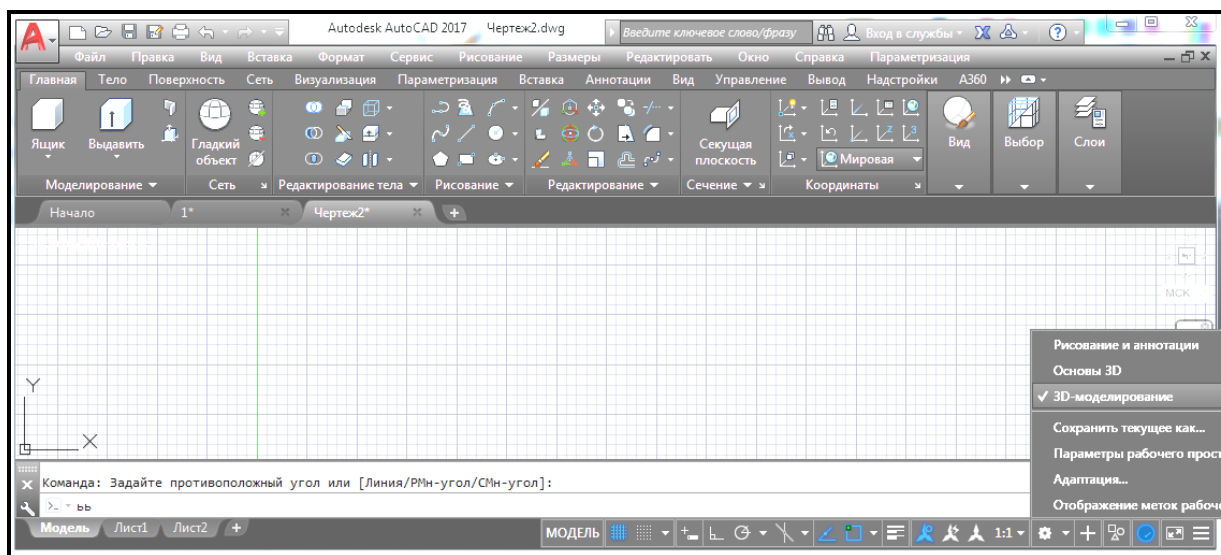 Autodesk AutoCAD 2017 Чертеж2.dwg Введите ключевое слово/фразу Вход в службы
Файл Правка Вид Вставка Формат Сервис Рисование Размеры Редактировать Окно Справка Параметризация
Главная Тело Поверхность Сеть Визуализация Параметризация Вставка Аннотации Вид Управление Вывод Надстройки A360
Ящик Выдавить Гладкий объект Секущая плоскость Мировая Вид Выбор Слои
Моделирование Сеть Редактирование тела Рисование Редактирование Сечение Координаты
Начало 1* Чертеж2* +
МСК
Рисование и аннотации
Основы 3D
✓ 3D-моделирование
Сохранить текущее как...
Параметры рабочего прост
Адаптация...
Отображение меток рабоче
Y
X
Команда: Задайте противоположный угол или [Линия/РМн-угол/СМн-угол]:
ьь
Модель Лист1 Лист2 + МОДЕЛЬ 1:1